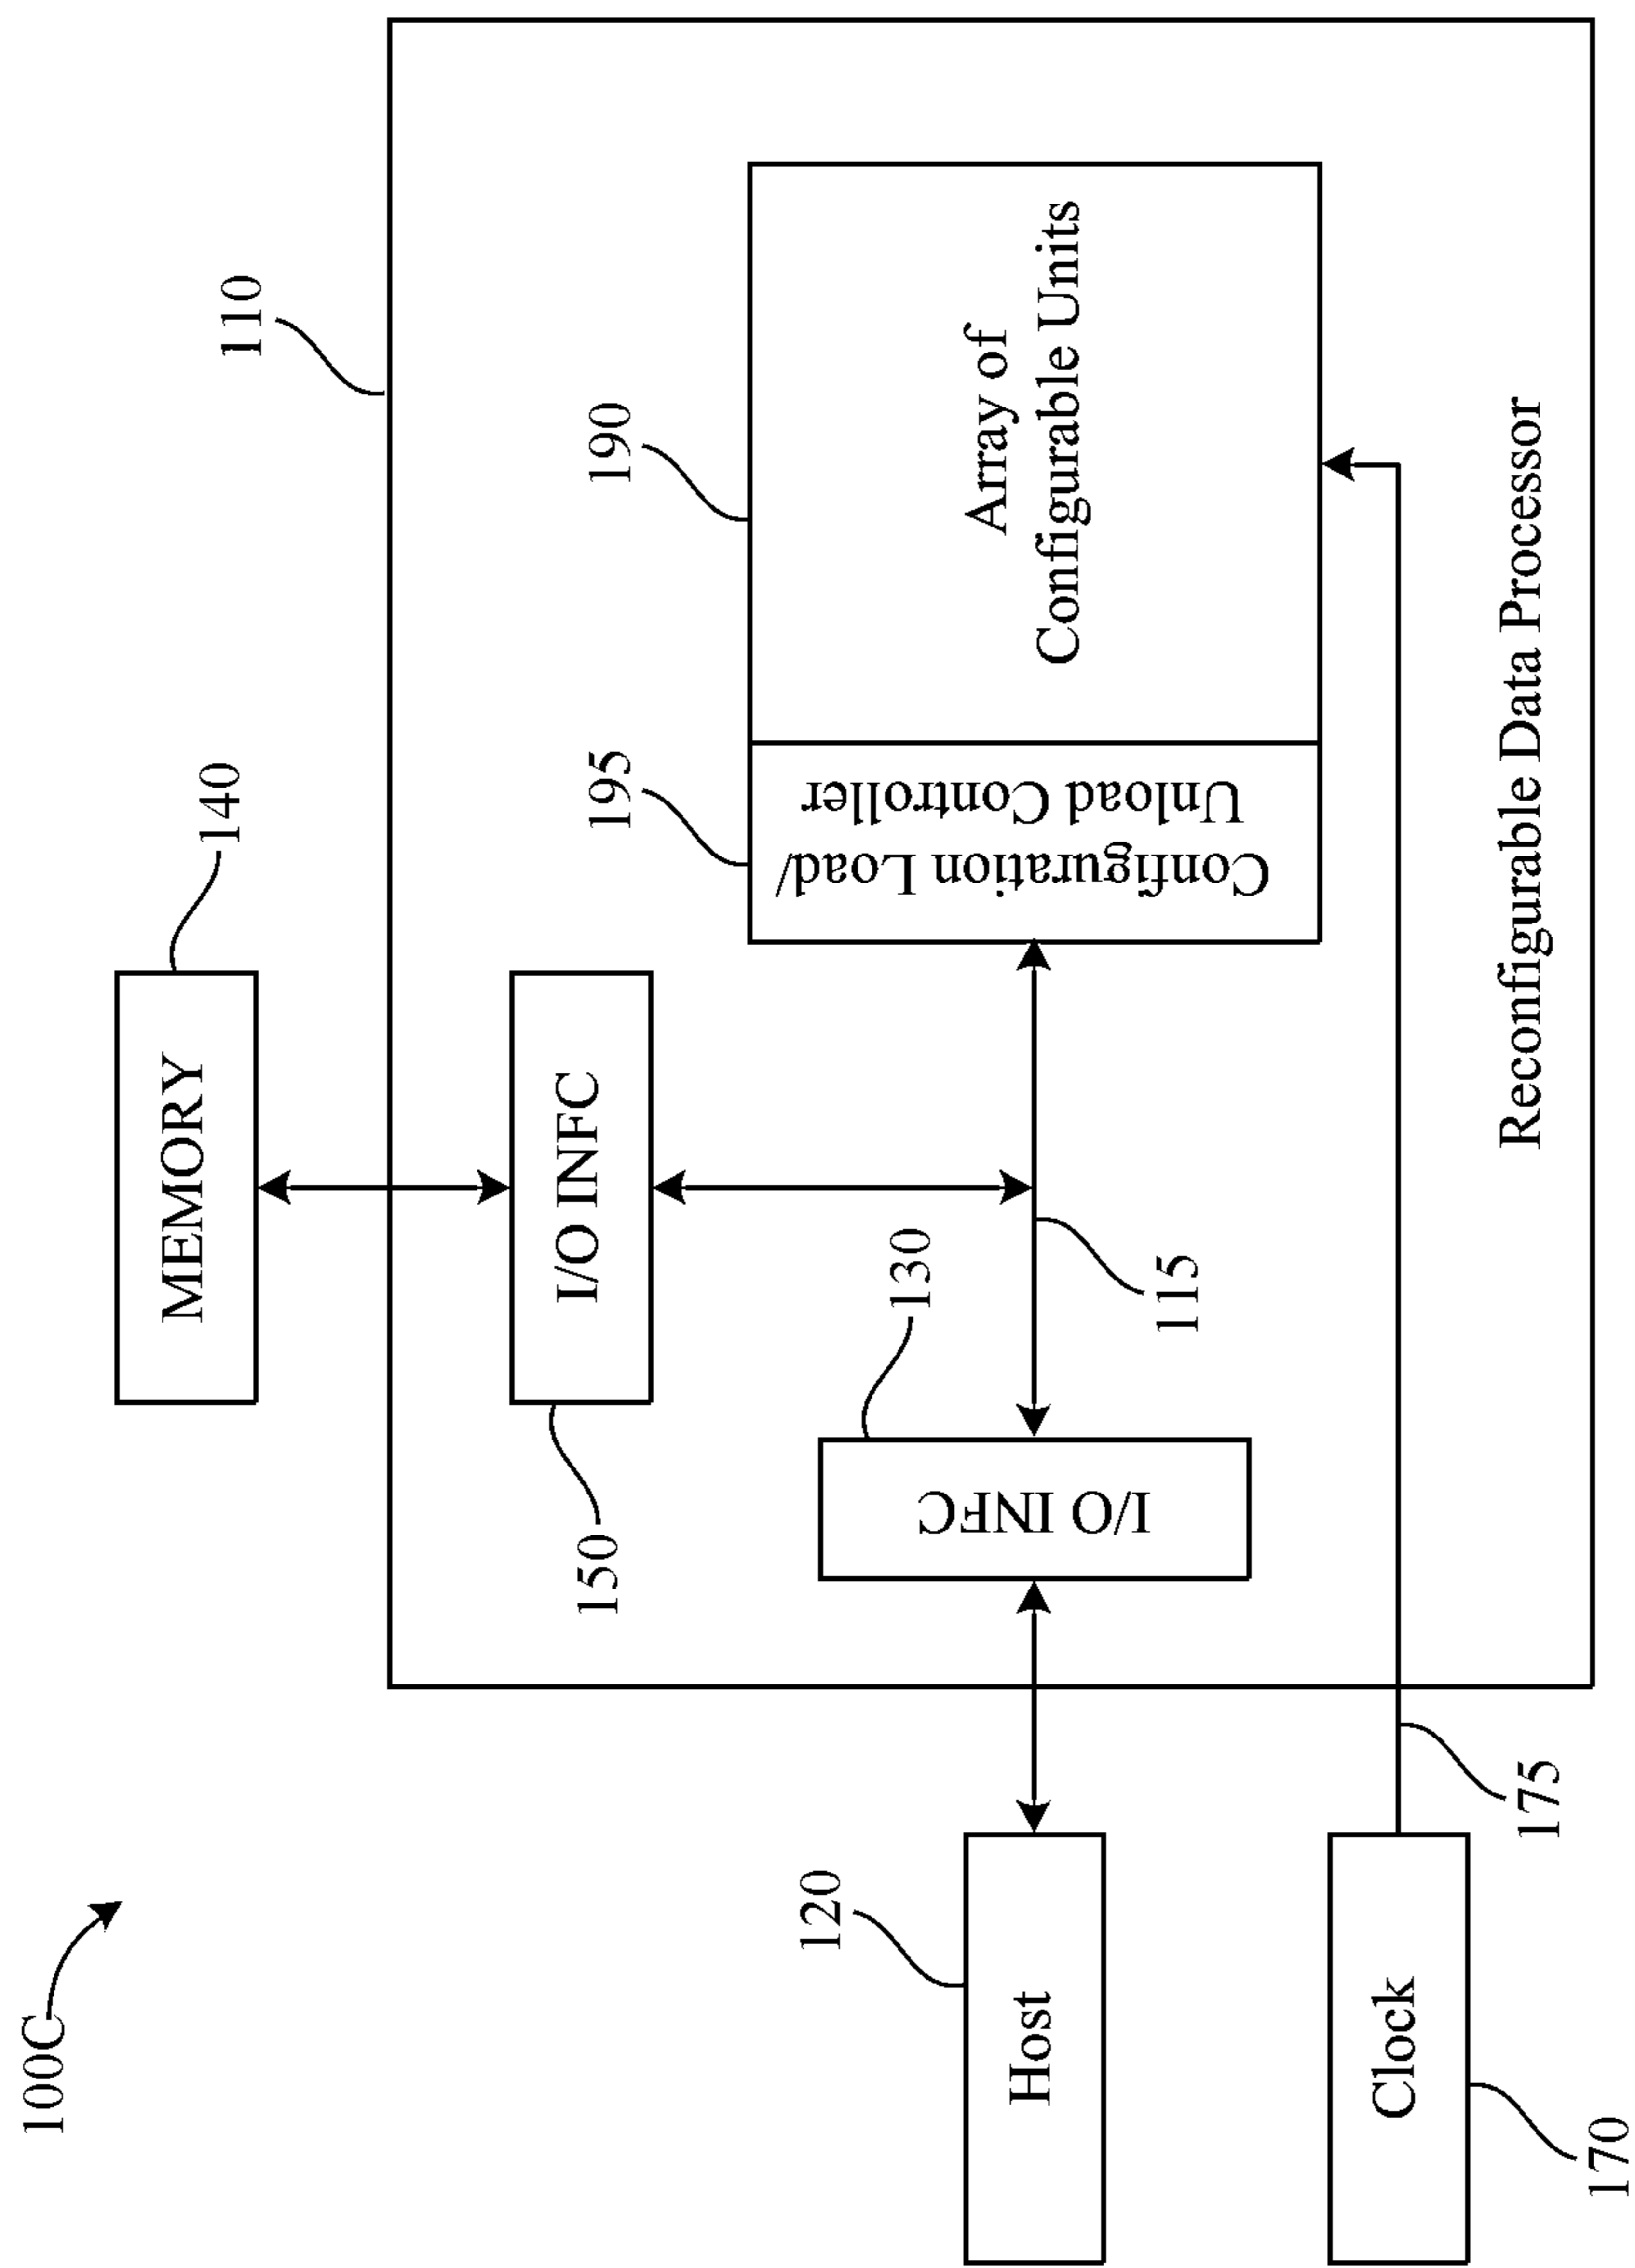 100C
MEMORY
140
110
I/O INFC
150
190
195
Array of
Configurable Units
Configuration Load/
Unload Controller
120
Host
I/O INFC
130
115
Clock
170
175
Reconfigurable Data Processor